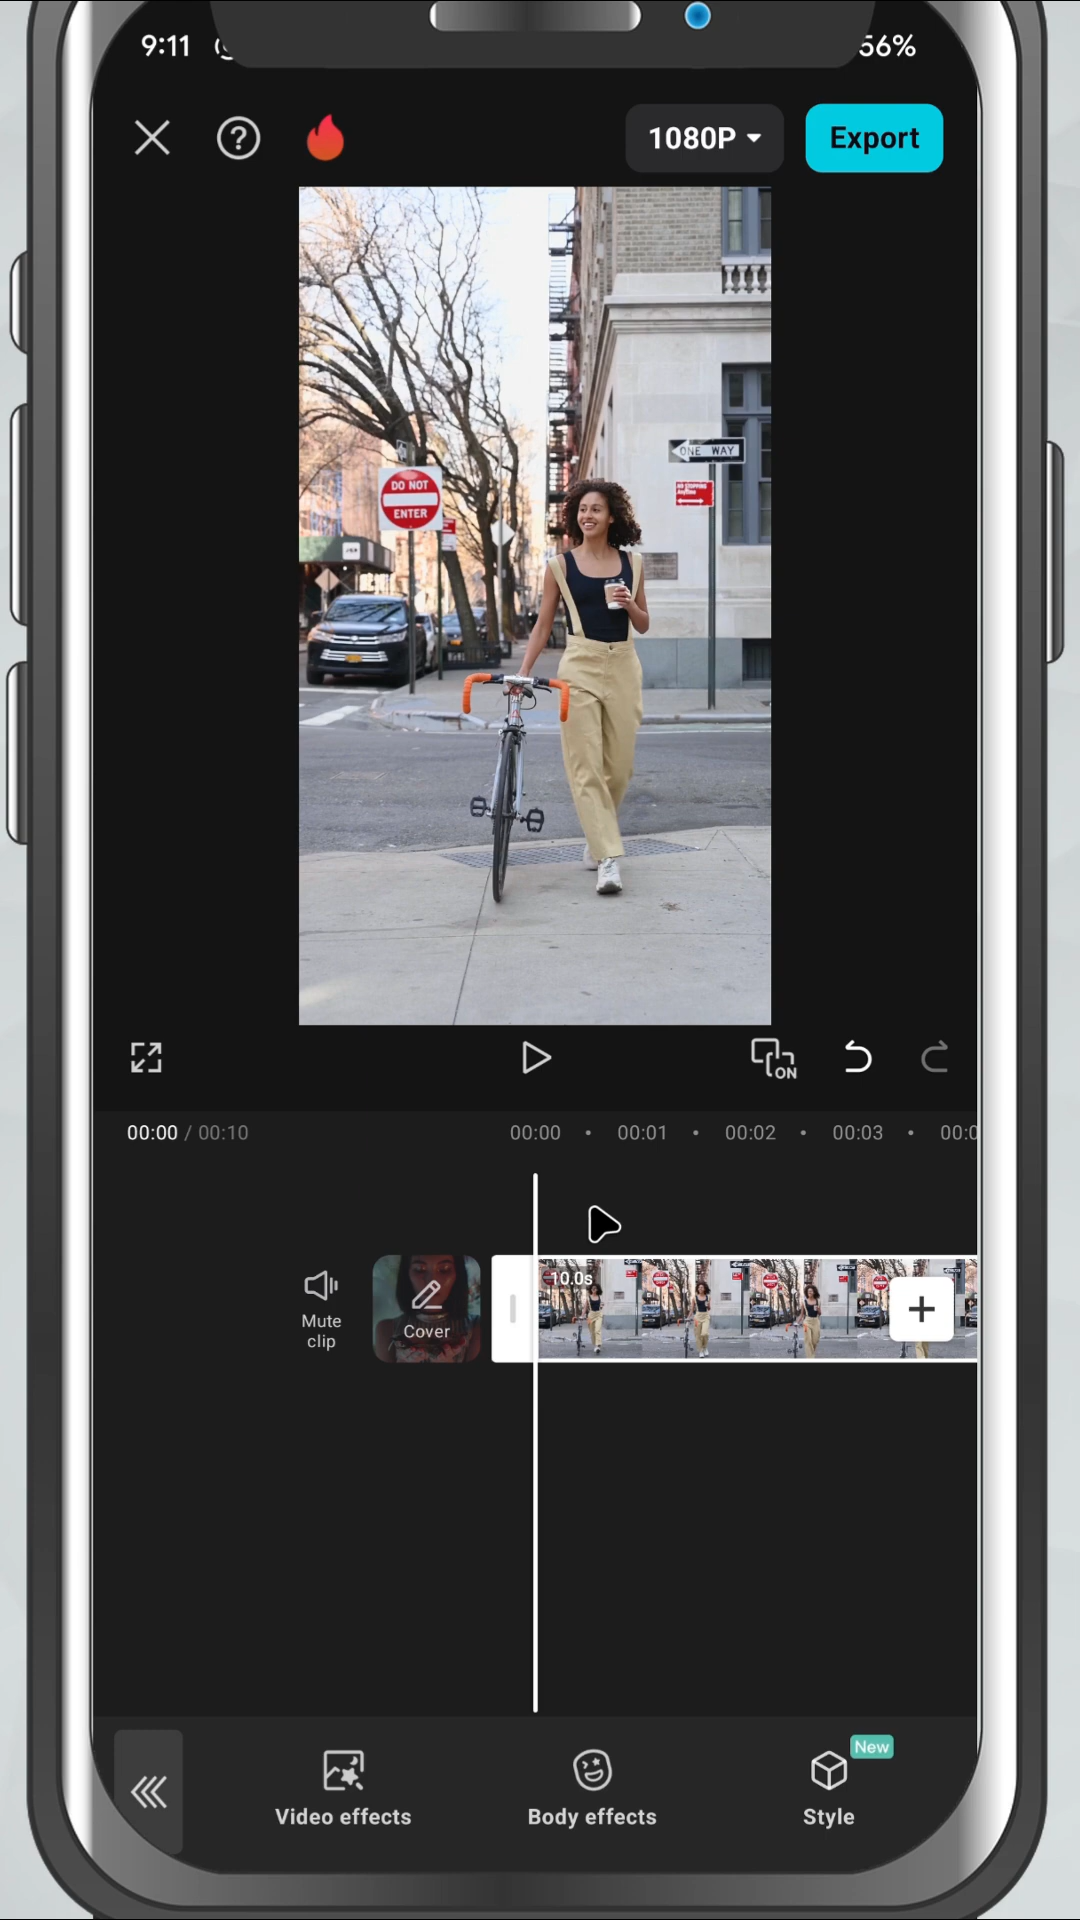 9:11
56%
1080P
Export
ONE WAY
DO NOT
ENTER
00:00 / 00:10
00:00
00:01
00:02
00:03
10.0s
Mute
clip
Cover
New
Video effects
Body effects
Style